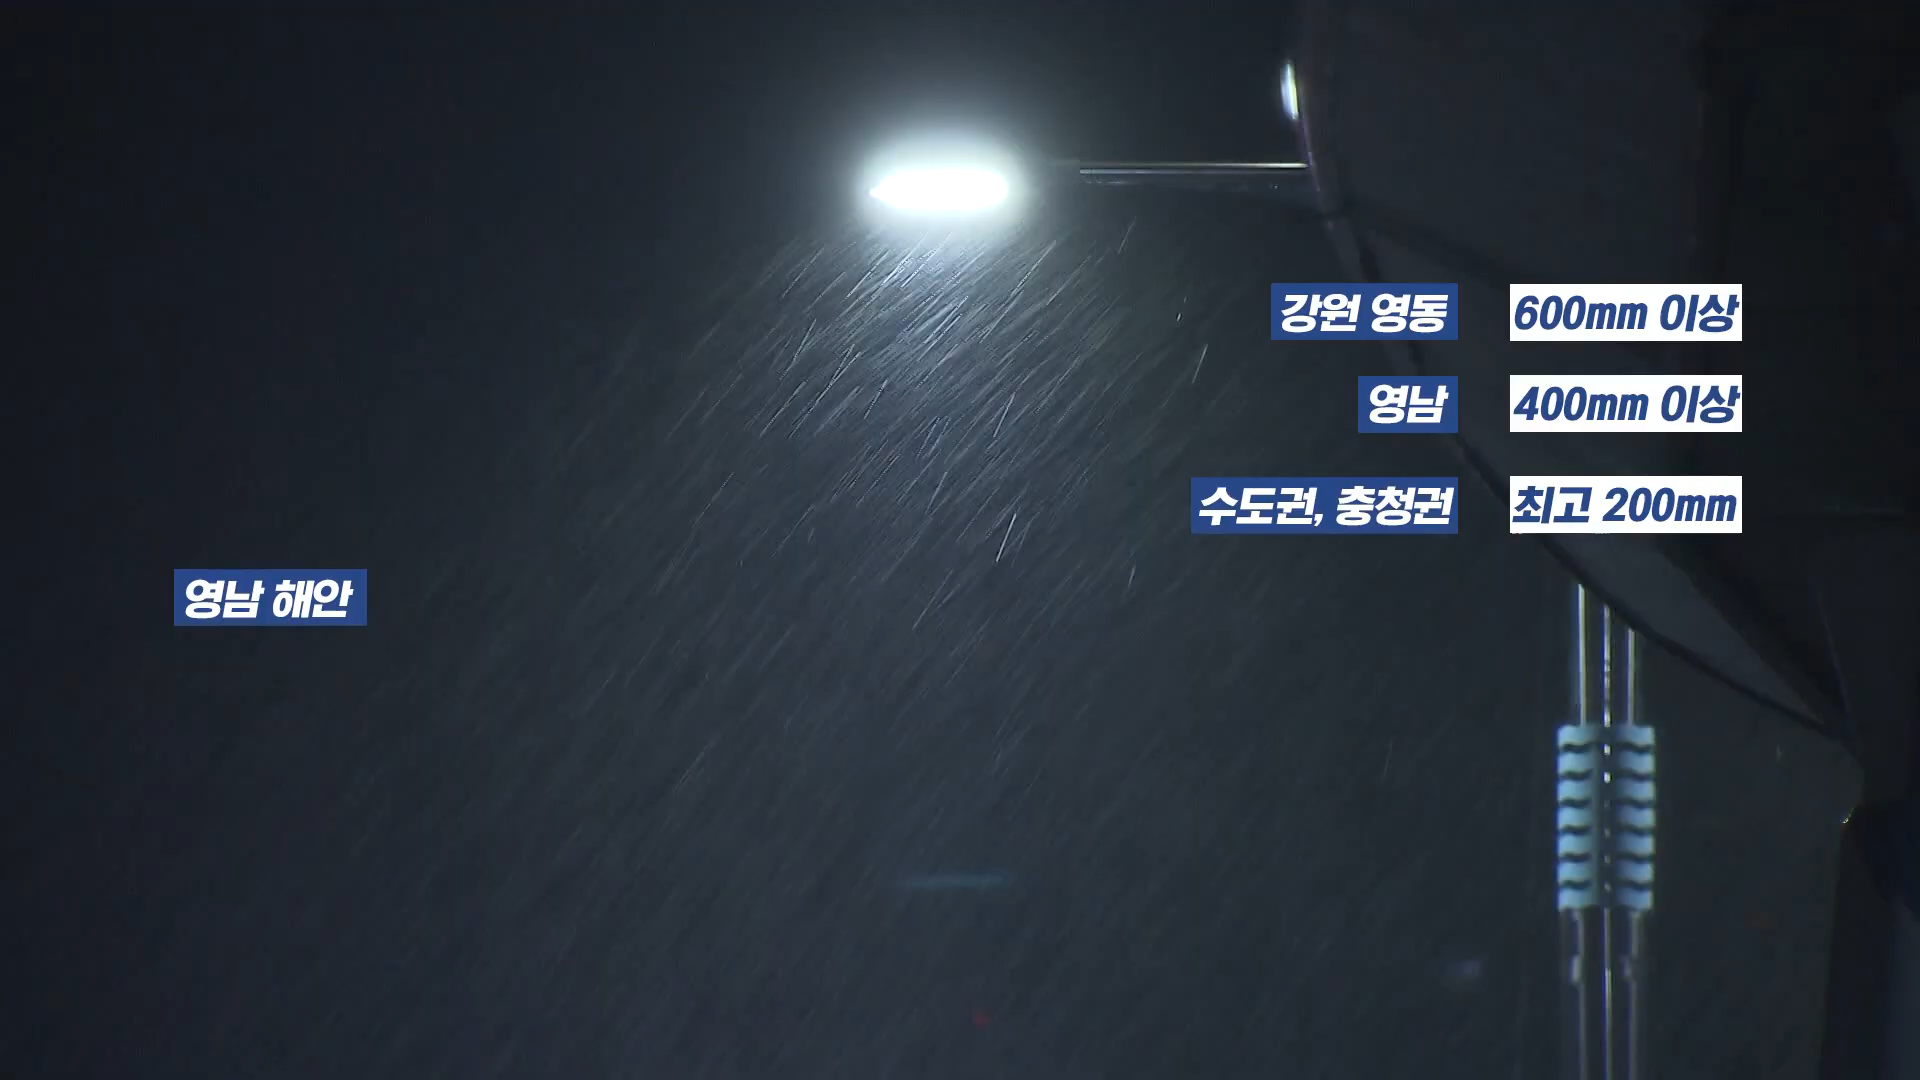 강원 영동 600mm 이상
영남 400mm 이상
수도권, 충청권 최고 200mm
영남 해안